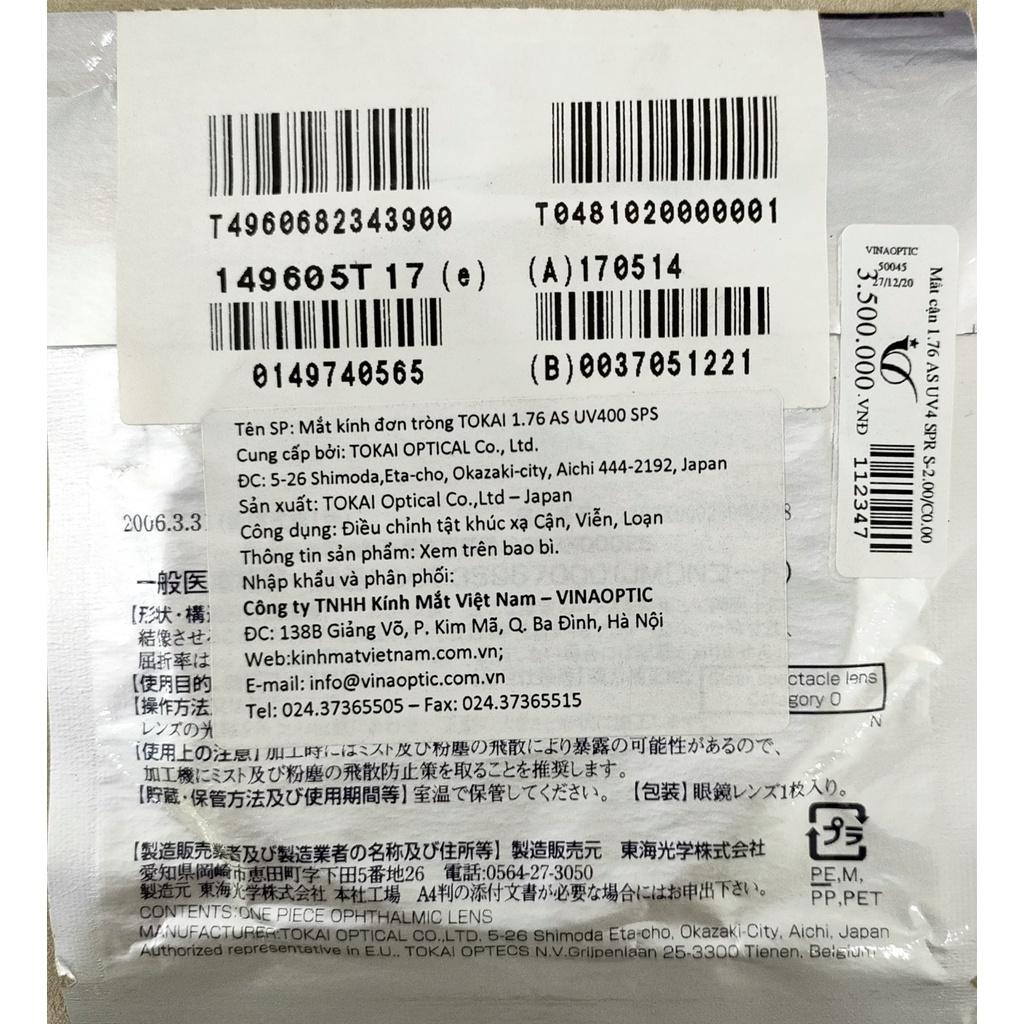 T4960682343900
T0481020000001
149605T 17 (e)
(A)170514
0149740565
(B)0037051221
VINAOPTIC
50045
27/12/20
3.500.000.VNĐ
Mắt cận 1.76 AS UV4 SPR S-2.00/C0.00
112347
Tên SP: Mắt kính đơn tròng TOKAI 1.76 AS UV400 SPS
Cung cấp bởi: TOKAI OPTICAL Co., Ltd.
ĐC: 5-26 Shimoda,Eta-cho, Okazaki-city, Aichi 444-2192, Japan
Sản xuất: TOKAI Optical Co.,Ltd – Japan
Công dụng: Điều chỉnh tật khúc xạ Cận, Viễn, Loạn
Thông tin sản phẩm: Xem trên bao bì.
Nhập khẩu và phân phối:
Công ty TNHH Kính Mắt Việt Nam – VINAOPTIC
ĐC: 138B Giảng Võ, P. Kim Mã, Q. Ba Đình, Hà Nội
Web:kinhmatvietnam.com.vn;
E-mail: info@vinaoptic.com.vn
Tel: 024.37365505 – Fax: 024.37365515
2006.3.3
一般医
【形状・構
結像させ
屈折率は
【使用目的
【操作方法
レンズの光
ctacle lens
gory 0
N
【使用上の注意】加工時にはミスト及び粉塵の飛散により暴露の可能性があるので、
加工機にミスト及び粉塵の飛散防止策を取ることを推奨します。
【貯蔵・保管方法及び使用期間等】室温で保管してください。 【包装】眼鏡レンズ1枚入り。
プラ
PE,M,
PP,PET
【製造販売業者及び製造業者の名称及び住所等】製造販売元 東海光学株式会社
愛知県岡崎市恵田町字下田5番地26 電話:0564-27-3050
製造元 東海光学株式会社 本社工場 A4判の添付文書が必要な場合にはお申出下さい。
CONTENTS:ONE PIECE OPHTHALMIC LENS
MANUFACTURER:TOKAI OPTICAL CO.,LTD. 5-26 Shimoda Eta-cho, Okazaki-City, Aichi, Japan
Authorized representative in E.U.. TOKAI OPTECS N.V.Grijpenlaan 25-3300 Tienen, Belgium